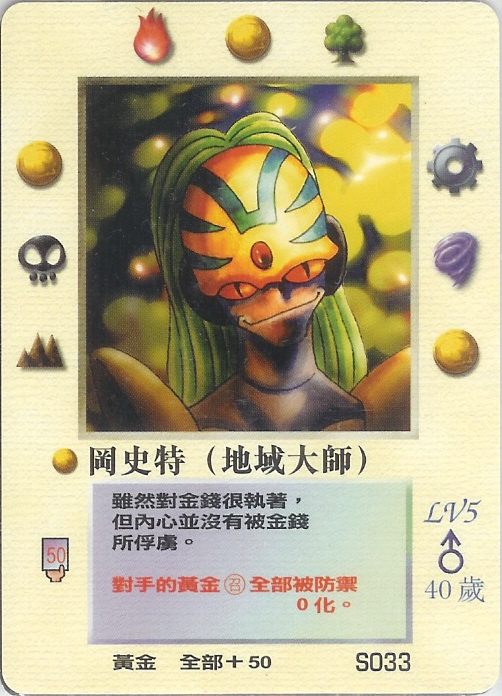 岡史特（地域大師）
雖然對金錢很執著，
但內心並沒有被金錢
所俘虜。
對手的黃金㊁全部被防禦
0化。
50
LV5
40歲
黃金　全部＋50
S033